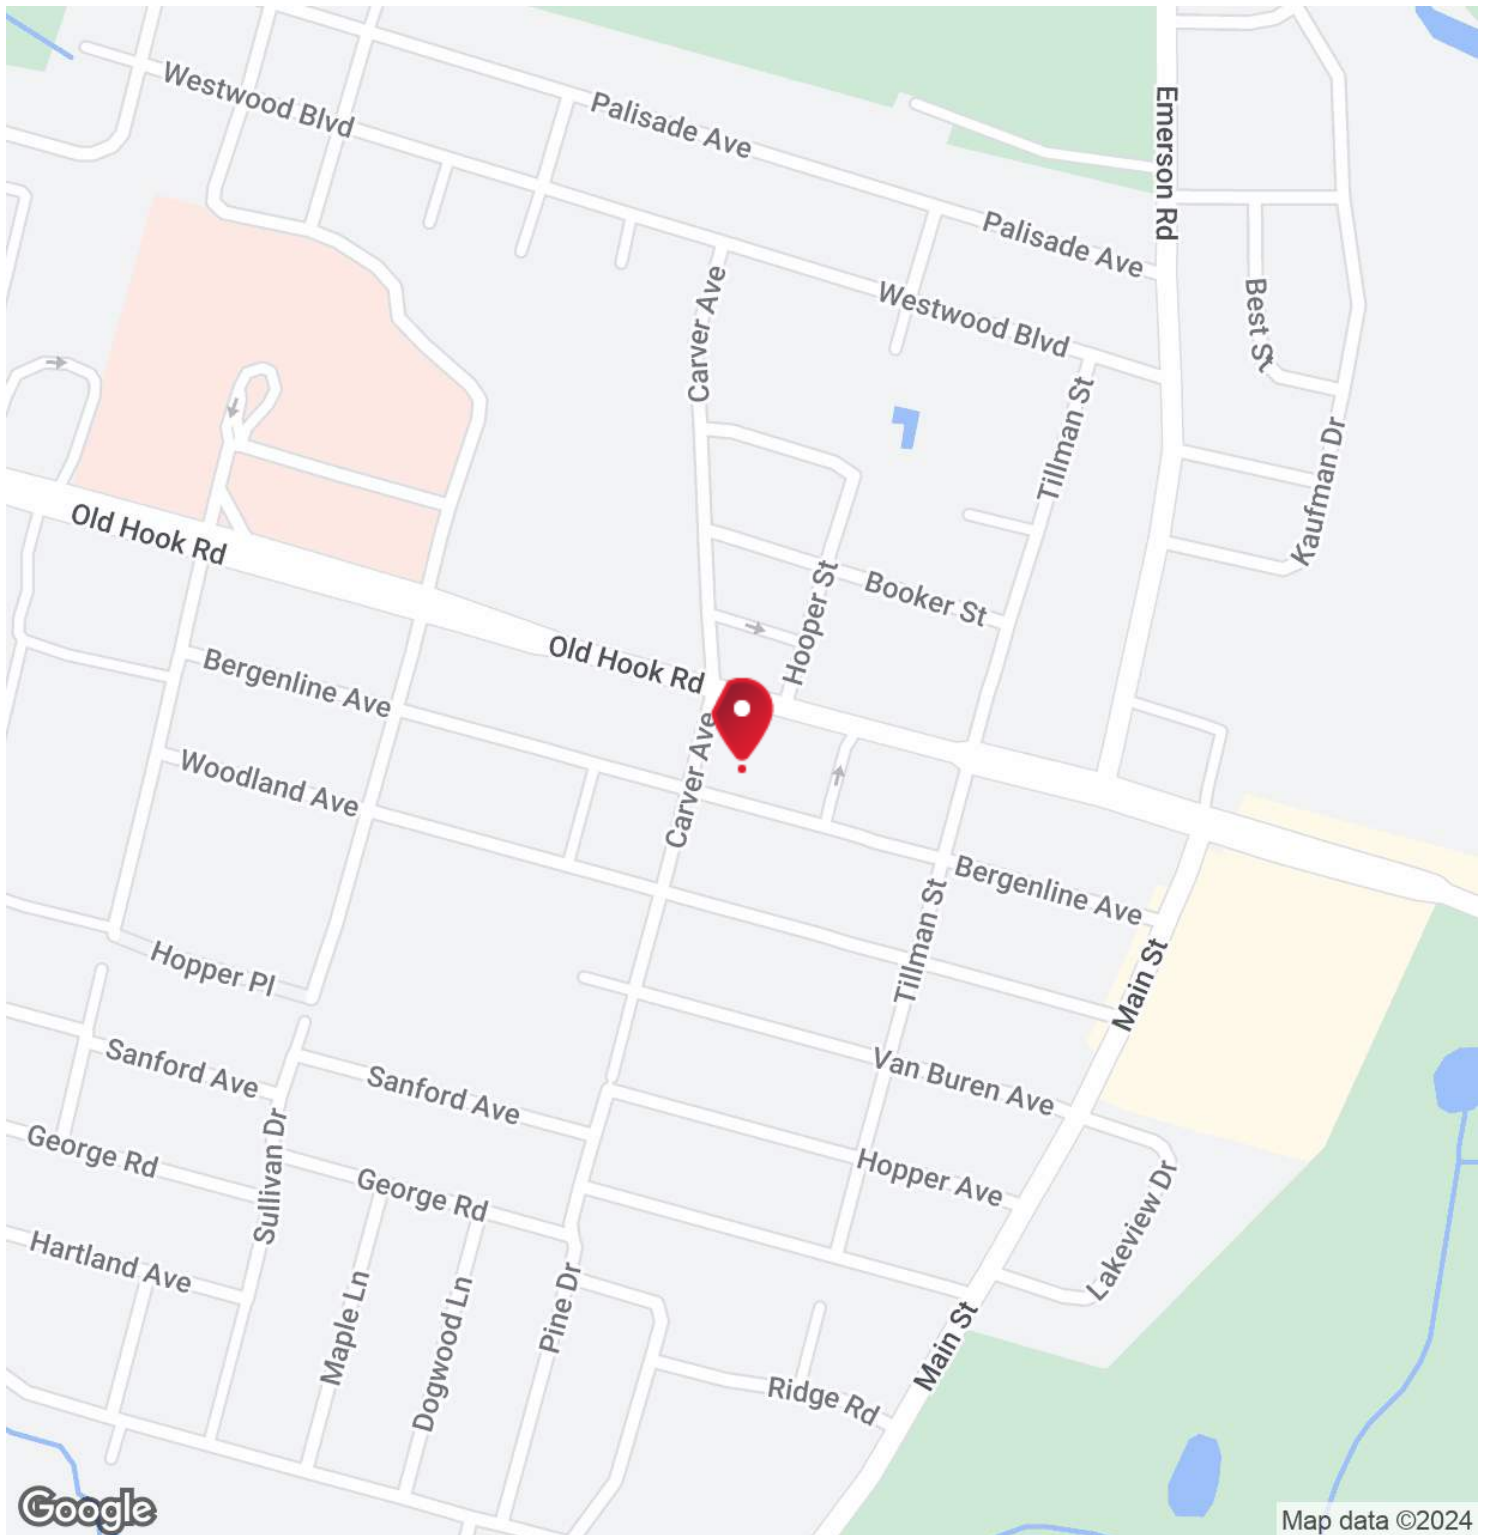 Westwood Blvd
Palisade Ave
Emerson Rd
Palisade Ave
Carver Ave
Westwood Blvd
Best St
Tillman St
Kaufman Dr
Old Hook Rd
Booker St
Hooper St
Old Hook Rd
Bergenline Ave
Carver Ave
Woodland Ave
Bergenline Ave
Tillman St
Main St
Hopper Pl
Sanford Ave
Sanford Ave
Van Buren Ave
George Rd
Sullivan Dr
George Rd
Hopper Ave
Lakeview Dr
Hartland Ave
Maple Ln
Dogwood Ln
Pine Dr
Main St
Ridge Rd
Google
Map data ©2024